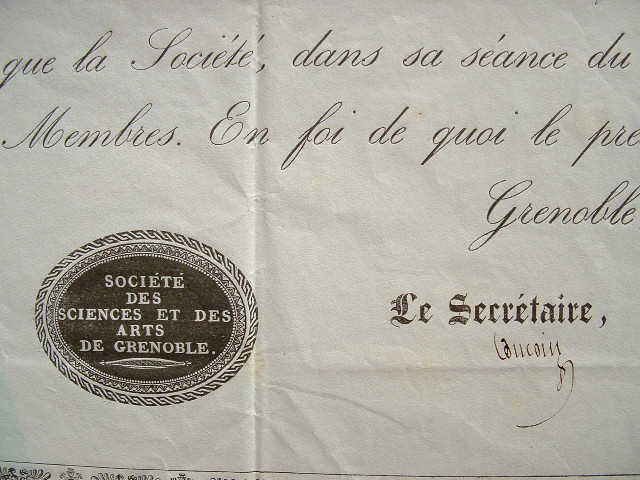 que la Société, dans sa séance du
Membres. En foi de quoi le pre
Grenoble
SOCIÉTÉ
DES
SCIENCES ET DES
ARTS
DE GRENOBLE.
Le Secrétaire,